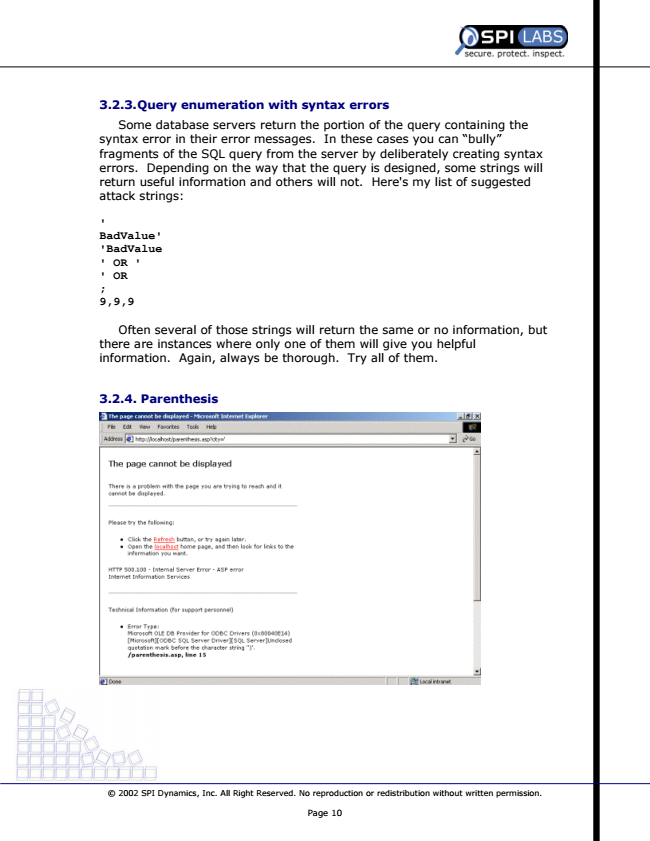 SPI LABS
secure. protect. inspect.
3.2.3.Query enumeration with syntax errors
Some database servers return the portion of the query containing the
syntax error in their error messages.  In these cases you can “bully”
fragments of the SQL query from the server by deliberately creating syntax
errors.  Depending on the way that the query is designed, some strings will
return useful information and others will not.  Here's my list of suggested
attack strings:
'
BadValue'
'BadValue
' OR '
' OR
;
9,9,9
Often several of those strings will return the same or no information, but
there are instances where only one of them will give you helpful
information.  Again, always be thorough.  Try all of them.
3.2.4. Parenthesis
The page cannot be displayed - Microsoft Internet Explorer
File Edit View Favorites Tools Help
Address http://localhost/parenthesis.asp?city=' Go
The page cannot be displayed
There is a problem with the page you are trying to reach and it
cannot be displayed.
Please try the following:
• Click the Refresh button, or try again later.
• Open the localhost home page, and then look for links to the
information you want.
HTTP 500.100 - Internal Server Error - ASP error
Internet Information Services
Technical Information (for support personnel)
• Error Type:
Microsoft OLE DB Provider for ODBC Drivers (0x80040E14)
[Microsoft][ODBC SQL Server Driver][SQL Server]Unclosed
quotation mark before the character string ')'.
/parenthesis.asp, line 15
Done Local intranet
© 2002 SPI Dynamics, Inc. All Right Reserved. No reproduction or redistribution without written permission.
Page 10